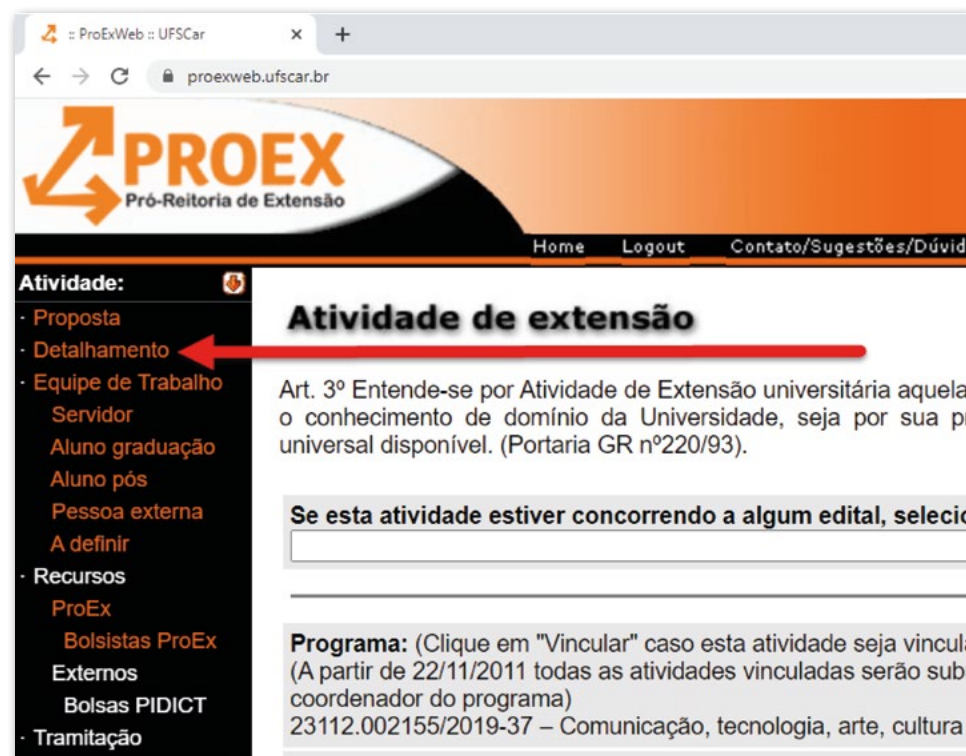 :: ProExWeb :: UFSCar
proexweb.ufscar.br
PROEX
Pró-Reitoria de Extensão
Home Logout Contato/Sugestões/Dúvid
Atividade:
· Proposta
· Detalhamento
· Equipe de Trabalho
Servidor
Aluno graduação
Aluno pós
Pessoa externa
A definir
· Recursos
ProEx
Bolsistas ProEx
Externos
Bolsas PIDICT
· Tramitação
Atividade de extensão
Art. 3º Entende-se por Atividade de Extensão universitária aquela
o conhecimento de domínio da Universidade, seja por sua pr
universal disponível. (Portaria GR nº220/93).
Se esta atividade estiver concorrendo a algum edital, selecio
Programa: (Clique em "Vincular" caso esta atividade seja vincula
(A partir de 22/11/2011 todas as atividades vinculadas serão sub
coordenador do programa)
23112.002155/2019-37 – Comunicação, tecnologia, arte, cultura